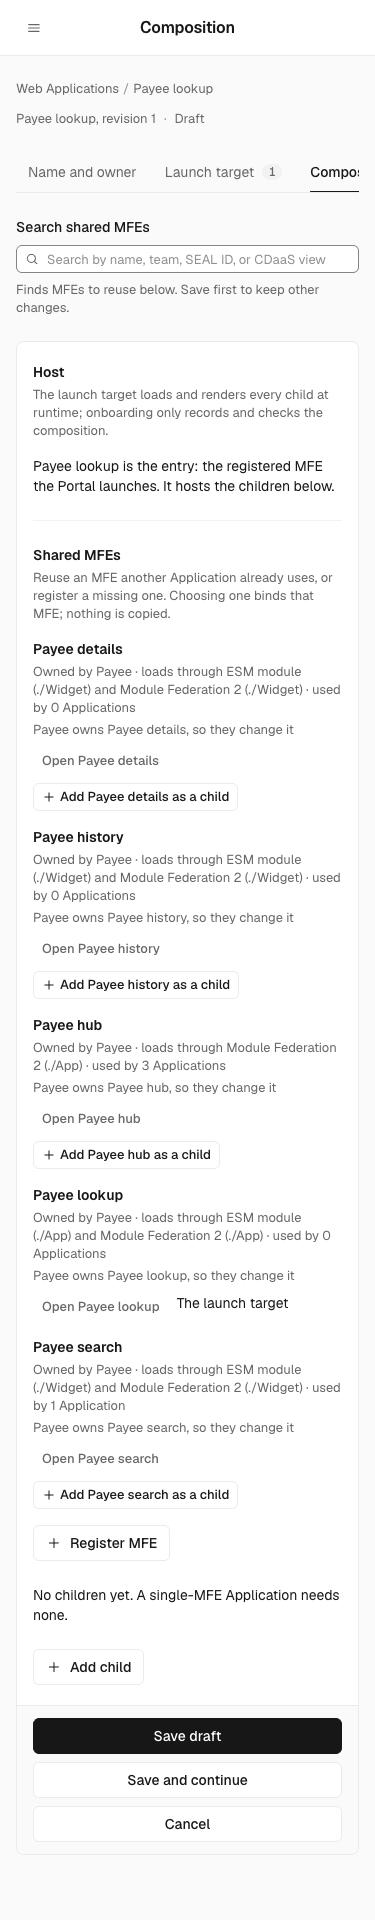 Composition
Web Applications / Payee lookup
Payee lookup, revision 1 · Draft
Name and owner Launch target 1 Compos
Search shared MFEs
Search by name, team, SEAL ID, or CDaaS view
Finds MFEs to reuse below. Save first to keep other
changes.
Host
The launch target loads and renders every child at
runtime; onboarding only records and checks the
composition.
Payee lookup is the entry: the registered MFE
the Portal launches. It hosts the children below.
Shared MFEs
Reuse an MFE another Application already uses, or
register a missing one. Choosing one binds that
MFE; nothing is copied.
Payee details
Owned by Payee · loads through ESM module
(./Widget) and Module Federation 2 (./Widget) · used
by 0 Applications
Payee owns Payee details, so they change it
Open Payee details
+ Add Payee details as a child
Payee history
Owned by Payee · loads through ESM module
(./Widget) and Module Federation 2 (./Widget) · used
by 0 Applications
Payee owns Payee history, so they change it
Open Payee history
+ Add Payee history as a child
Payee hub
Owned by Payee · loads through Module Federation
2 (./App) · used by 3 Applications
Payee owns Payee hub, so they change it
Open Payee hub
+ Add Payee hub as a child
Payee lookup
Owned by Payee · loads through ESM module
(./App) and Module Federation 2 (./App) · used by 0
Applications
Payee owns Payee lookup, so they change it
Open Payee lookup The launch target
Payee search
Owned by Payee · loads through ESM module
(./Widget) and Module Federation 2 (./Widget) · used
by 1 Application
Payee owns Payee search, so they change it
Open Payee search
+ Add Payee search as a child
+ Register MFE
No children yet. A single-MFE Application needs
none.
+ Add child
Save draft
Save and continue
Cancel